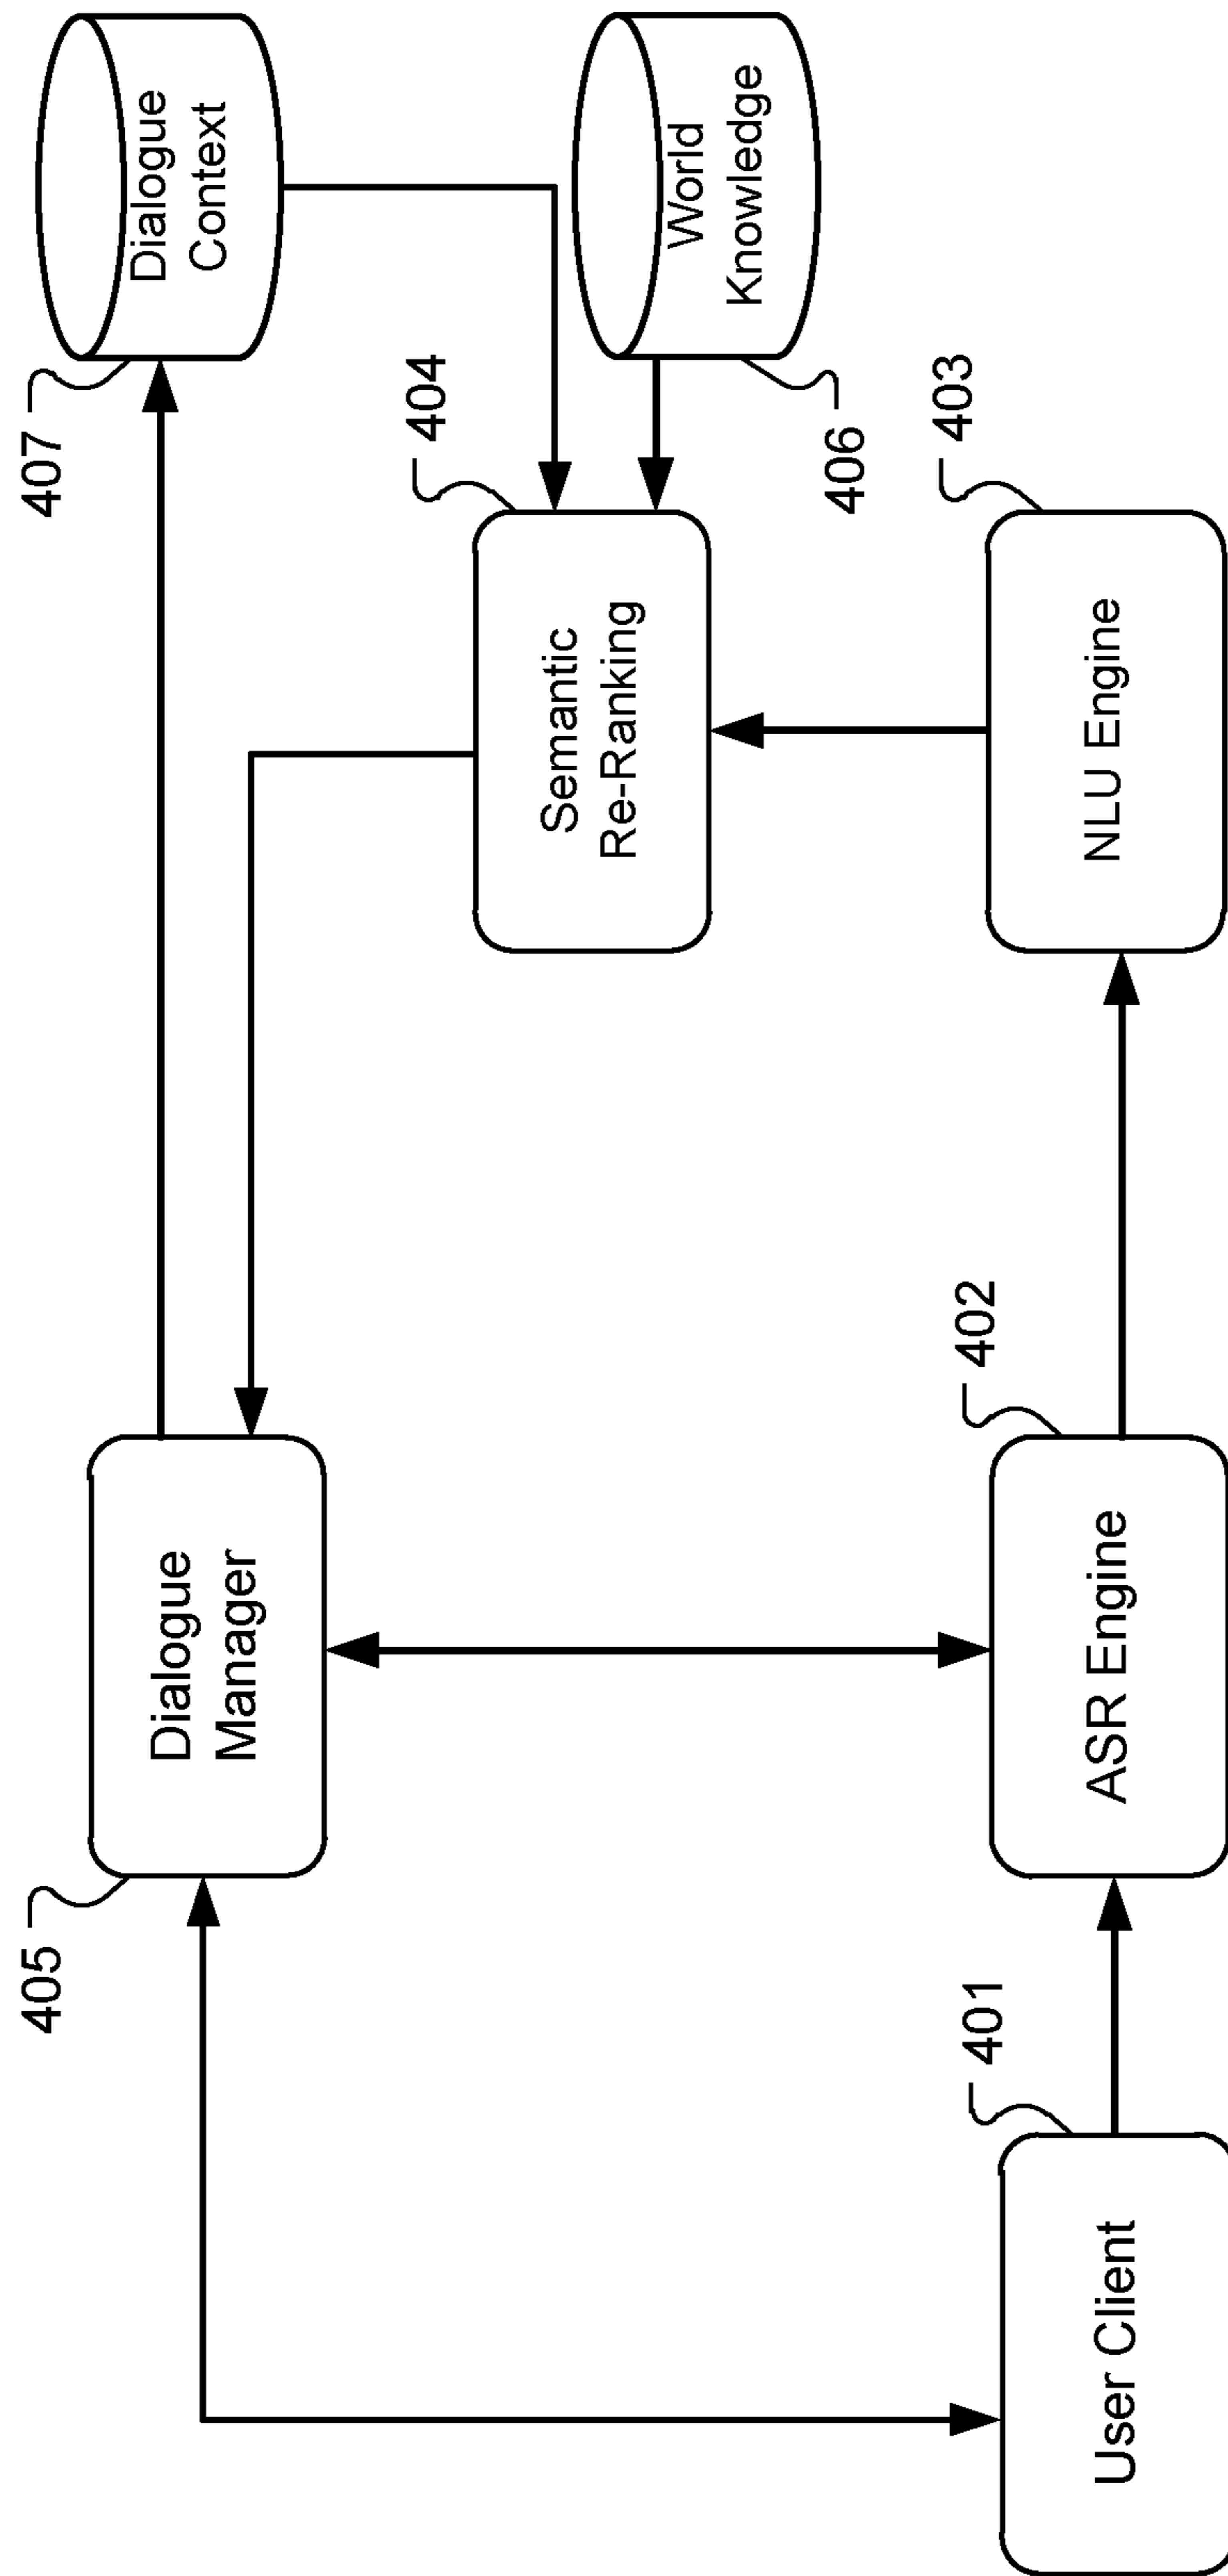 405
Dialogue
Manager
407
Dialogue
Context
404
Semantic
Re-Ranking
World
Knowledge
406
401
User Client
402
ASR Engine
403
NLU Engine